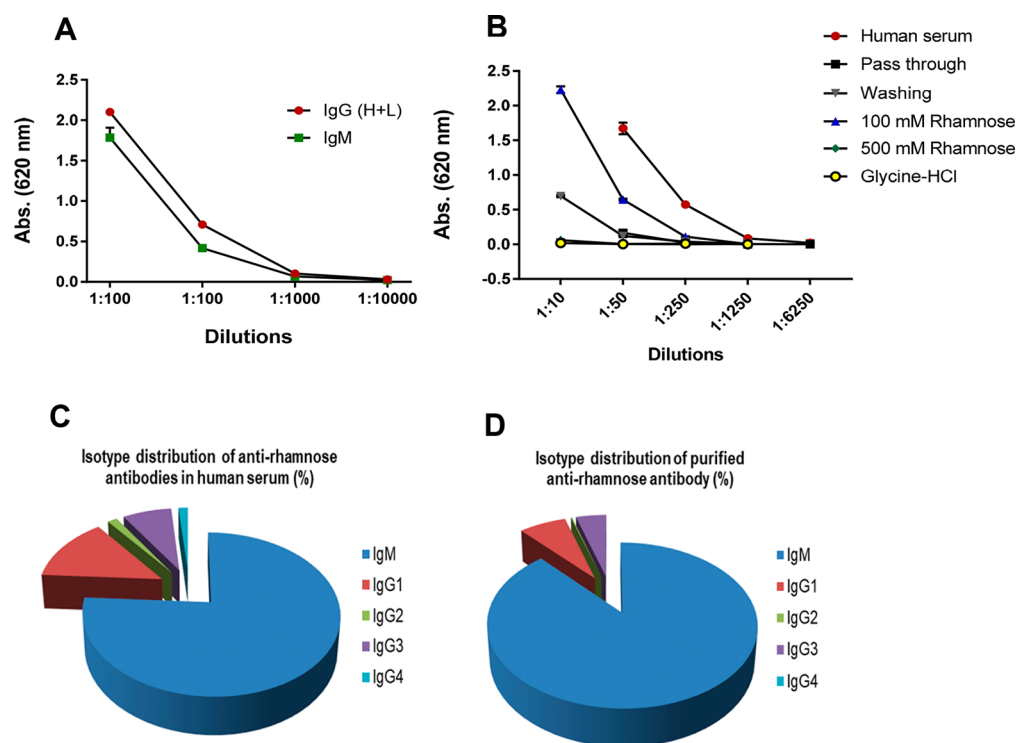 A
2.5
2.0
1.5
1.0
0.5
0.0
Abs. (620 nm)
1:100
1:100
1:1000
1:10000
Dilutions
IgG (H+L)
IgM
B
2.5
2.0
1.5
1.0
0.5
0.0
-0.5
Abs. (620 nm)
1:10
1:50
1:250
1:1250
1:6250
Dilutions
Human serum
Pass through
Washing
100 mM Rhamnose
500 mM Rhamnose
Glycine-HCl
C
Isotype distribution of anti-rhamnose
antibodies in human serum (%)
IgM
IgG1
IgG2
IgG3
IgG4
D
Isotype distribution of purified
anti-rhamnose antibody (%)
IgM
IgG1
IgG2
IgG3
IgG4